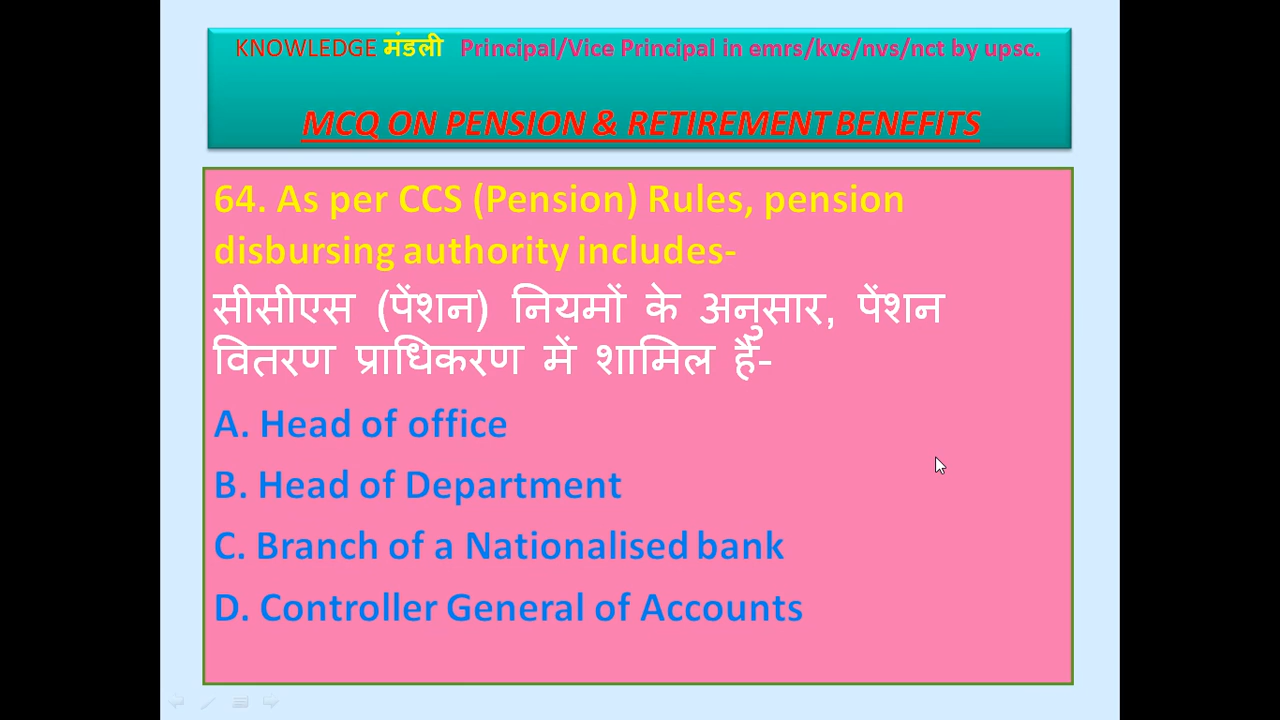 KNOWLEDGE मंडली Principal/Vice Principal in emrs/kvs/nvs/nct by upsc.
MCQ ON PENSION & RETIREMENT BENEFITS
64. As per CCS (Pension) Rules, pension
disbursing authority includes-
सीसीएस (पेंशन) नियमों के अनुसार, पेंशन
वितरण प्राधिकरण में शामिल हैं-
A. Head of office
B. Head of Department
C. Branch of a Nationalised bank
D. Controller General of Accounts